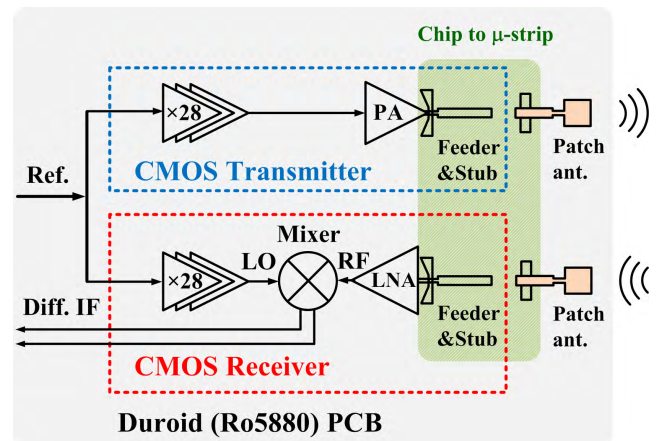 Chip to μ-strip
×28
PA
Feeder
&Stub
Patch
ant.
CMOS Transmitter
Ref.
Mixer
×28
LO
RF
LNA
Diff. IF
Feeder
&Stub
Patch
ant.
CMOS Receiver
Duroid (Ro5880) PCB